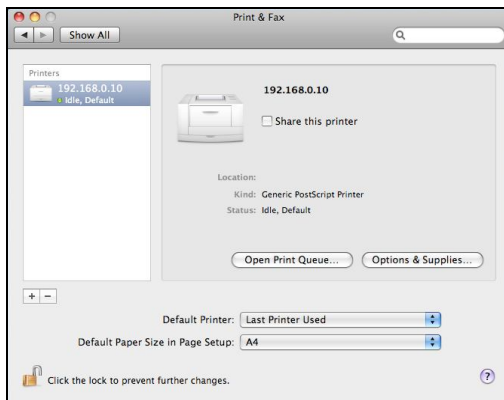 Print & Fax
Show All
Printers
192.168.0.10
Idle, Default
192.168.0.10
Share this printer
Location:
Kind: Generic PostScript Printer
Status: Idle, Default
Open Print Queue...
Options & Supplies...
+ −
Default Printer: Last Printer Used
Default Paper Size in Page Setup: A4
Click the lock to prevent further changes.
?